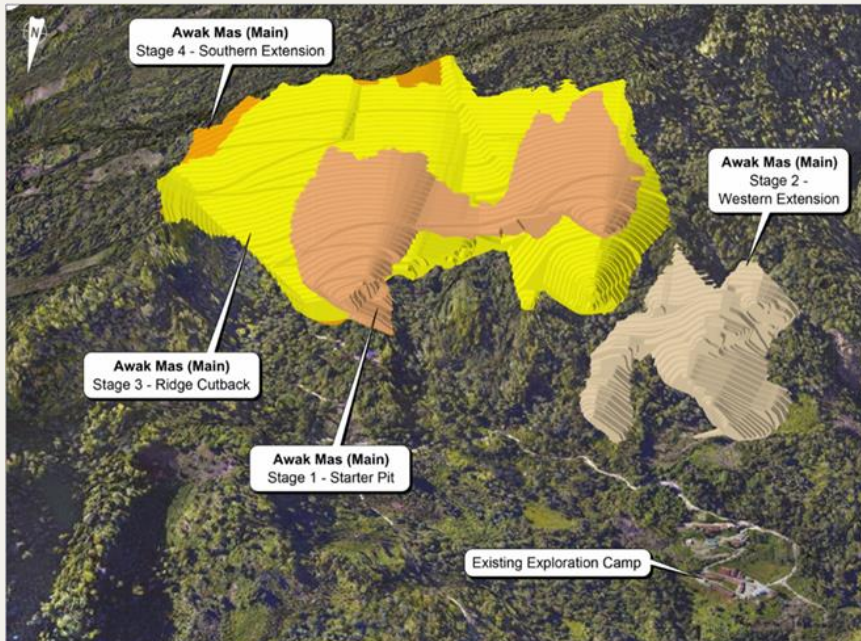 N
Awak Mas (Main)
Stage 4 - Southern Extension
Awak Mas (Main)
Stage 2 -
Western Extension
Awak Mas (Main)
Stage 3 - Ridge Cutback
Awak Mas (Main)
Stage 1 - Starter Pit
Existing Exploration Camp